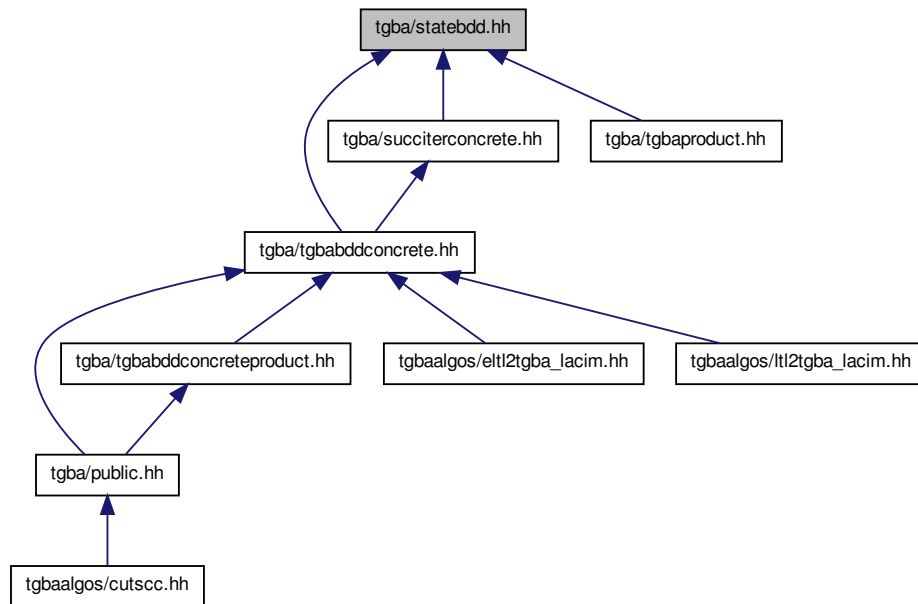 tgba/statebdd.hh
tgba/succiterconcrete.hh
tgba/tgbaproduct.hh
tgba/tgbabddconcrete.hh
tgba/tgbabddconcreteproduct.hh
tgbaalgos/eltl2tgba_lacim.hh
tgbaalgos/ltl2tgba_lacim.hh
tgba/public.hh
tgbaalgos/cutscc.hh